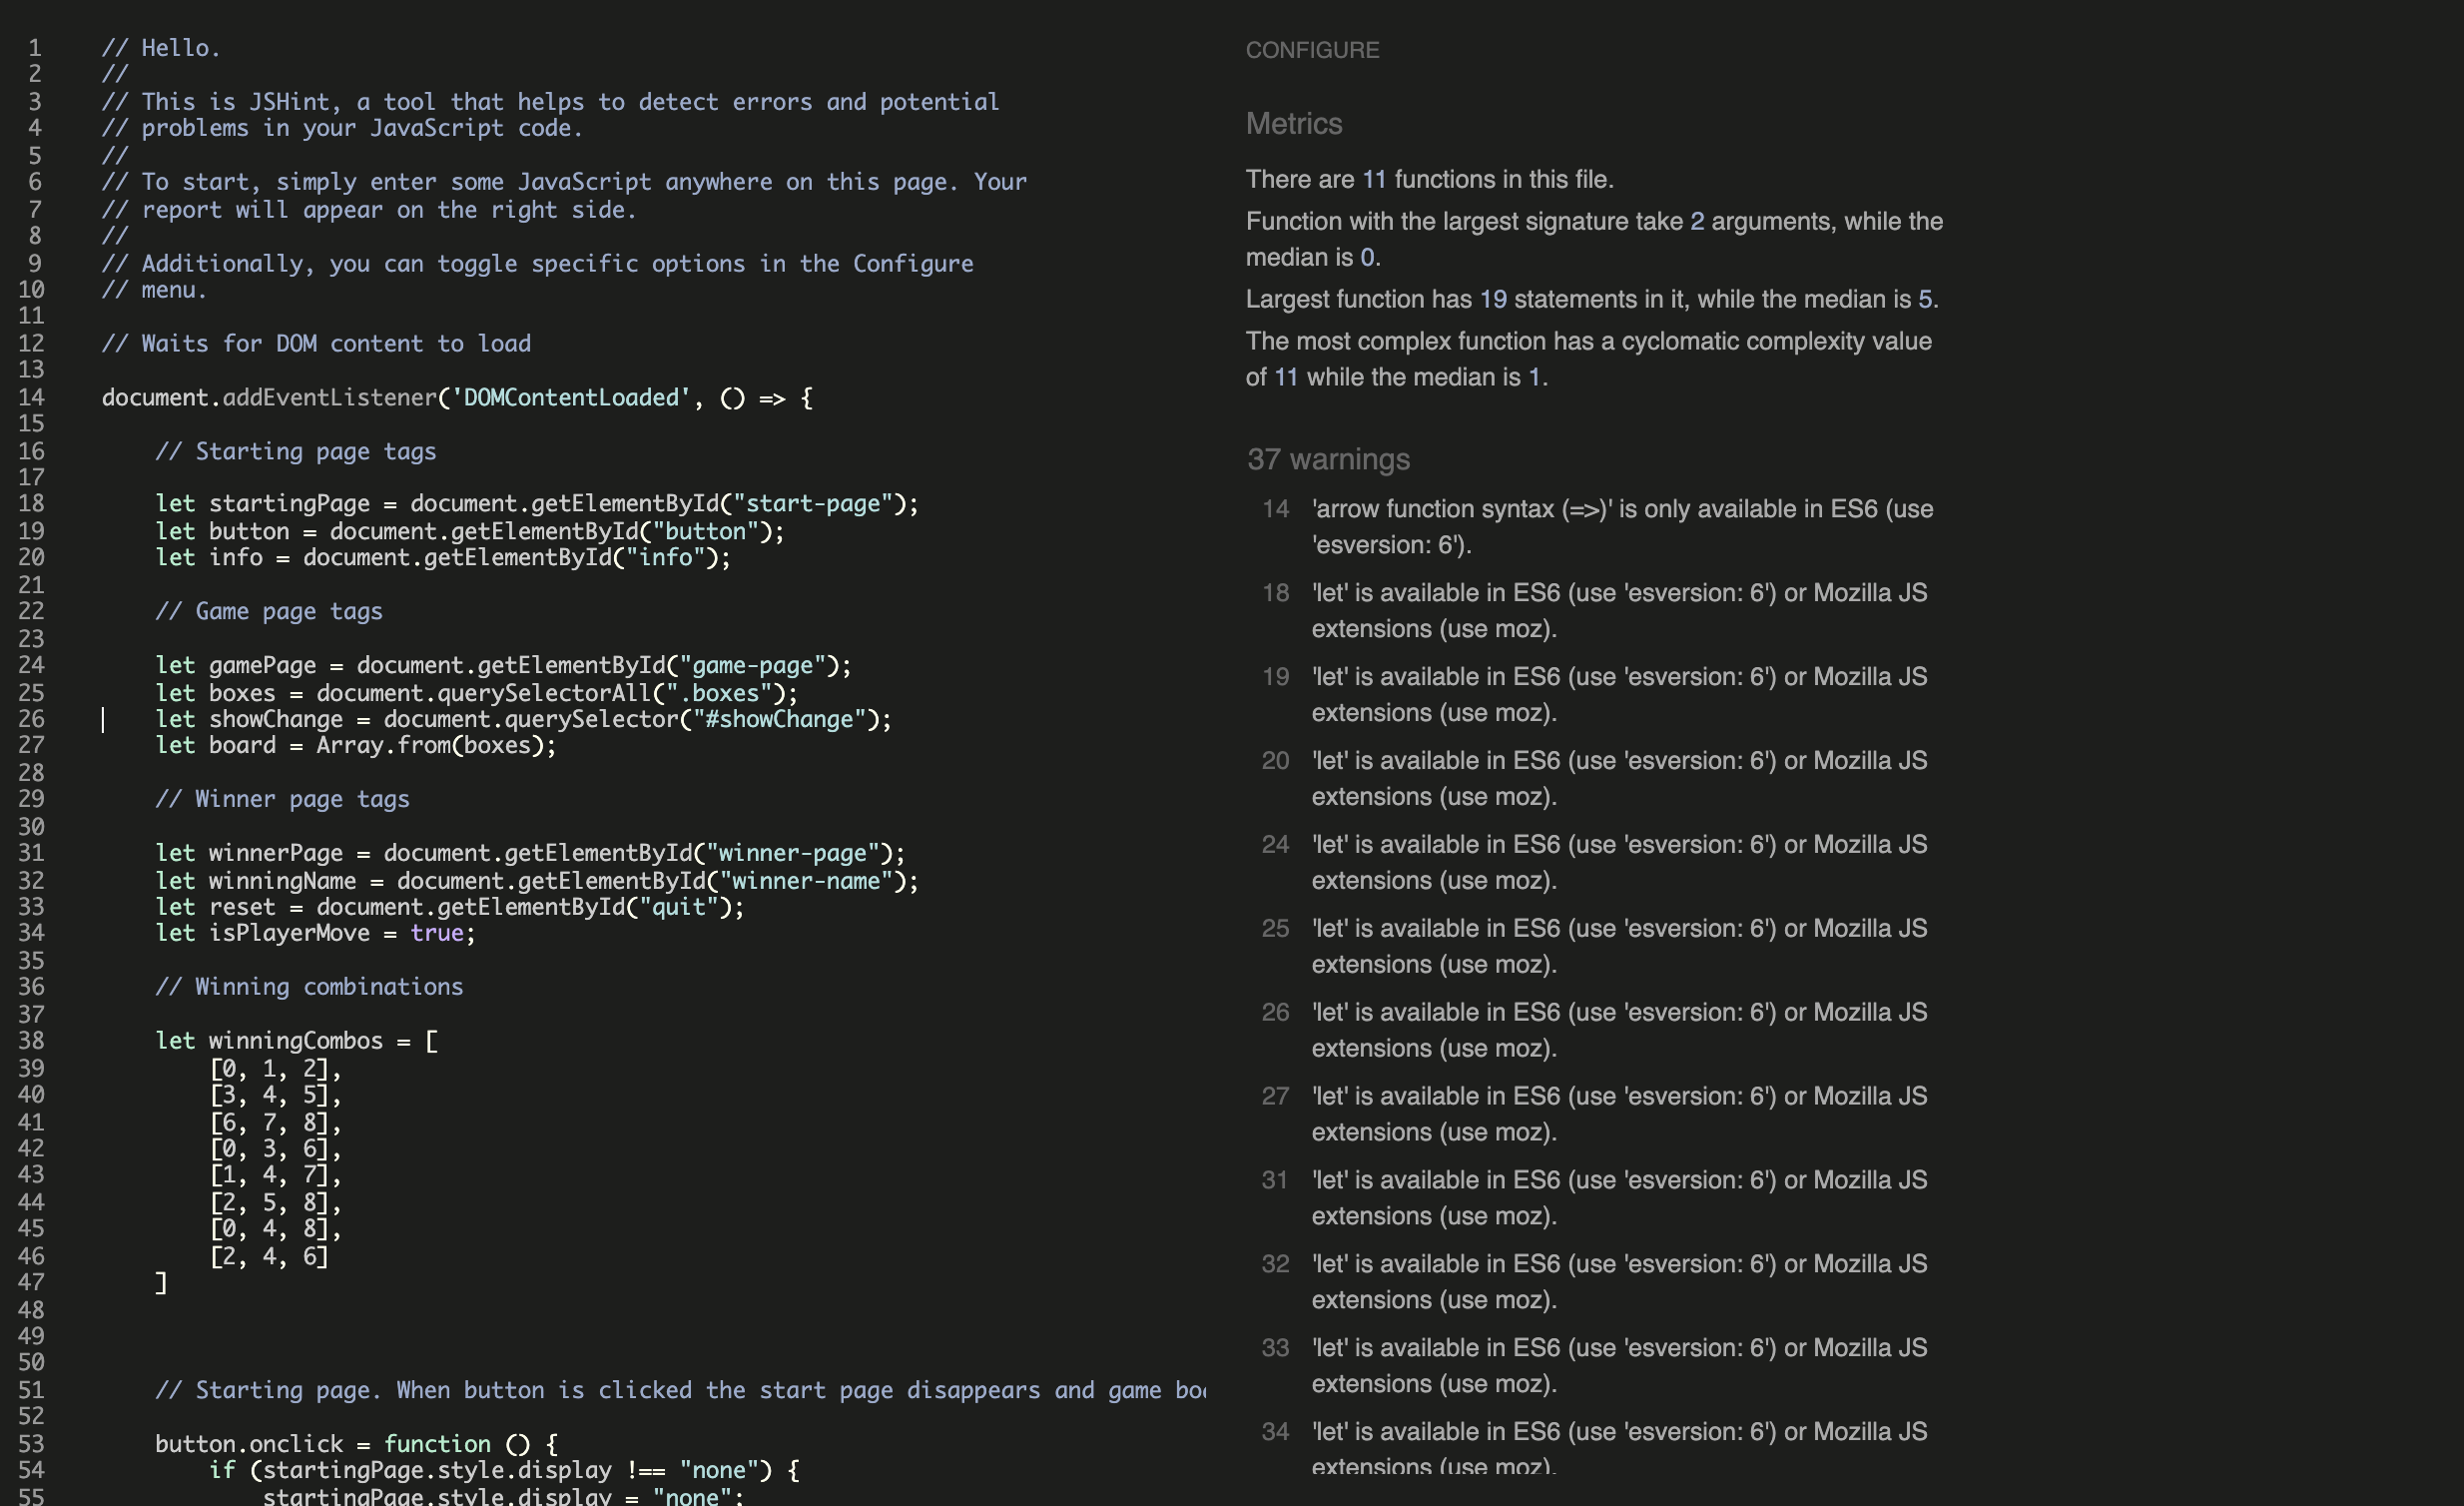 1 // Hello.
2 //
3 // This is JSHint, a tool that helps to detect errors and potential
4 // problems in your JavaScript code.
5 //
6 // To start, simply enter some JavaScript anywhere on this page. Your
7 // report will appear on the right side.
8 //
9 // Additionally, you can toggle specific options in the Configure
10 // menu.
11
12 // Waits for DOM content to load
13
14 document.addEventListener('DOMContentLoaded', () => {
15
16 // Starting page tags
17
18 let startingPage = document.getElementById("start-page");
19 let button = document.getElementById("button");
20 let info = document.getElementById("info");
21
22 // Game page tags
23
24 let gamePage = document.getElementById("game-page");
25 let boxes = document.querySelectorAll(".boxes");
26 let showChange = document.querySelector("#showChange");
27 let board = Array.from(boxes);
28
29 // Winner page tags
30
31 let winnerPage = document.getElementById("winner-page");
32 let winningName = document.getElementById("winner-name");
33 let reset = document.getElementById("quit");
34 let isPlayerMove = true;
35
36 // Winning combinations
37
38 let winningCombos = [
39 [0, 1, 2],
40 [3, 4, 5],
41 [6, 7, 8],
42 [0, 3, 6],
43 [1, 4, 7],
44 [2, 5, 8],
45 [0, 4, 8],
46 [2, 4, 6]
47 ]
48
49
50
51 // Starting page. When button is clicked the start page disappears and game
52
53 button.onclick = function () {
54 if (startingPage.style.display !== "none") {
55 startingPage.style.display = "none";
CONFIGURE
Metrics
There are 11 functions in this file.
Function with the largest signature take 2 arguments, while the
median is 0.
Largest function has 19 statements in it, while the median is 5.
The most complex function has a cyclomatic complexity value
of 11 while the median is 1.
37 warnings
14 'arrow function syntax (=>)' is only available in ES6 (use
'esversion: 6').
18 'let' is available in ES6 (use 'esversion: 6') or Mozilla JS
extensions (use moz).
19 'let' is available in ES6 (use 'esversion: 6') or Mozilla JS
extensions (use moz).
20 'let' is available in ES6 (use 'esversion: 6') or Mozilla JS
extensions (use moz).
24 'let' is available in ES6 (use 'esversion: 6') or Mozilla JS
extensions (use moz).
25 'let' is available in ES6 (use 'esversion: 6') or Mozilla JS
extensions (use moz).
26 'let' is available in ES6 (use 'esversion: 6') or Mozilla JS
extensions (use moz).
27 'let' is available in ES6 (use 'esversion: 6') or Mozilla JS
extensions (use moz).
31 'let' is available in ES6 (use 'esversion: 6') or Mozilla JS
extensions (use moz).
32 'let' is available in ES6 (use 'esversion: 6') or Mozilla JS
extensions (use moz).
33 'let' is available in ES6 (use 'esversion: 6') or Mozilla JS
extensions (use moz).
34 'let' is available in ES6 (use 'esversion: 6') or Mozilla JS
extensions (use moz).